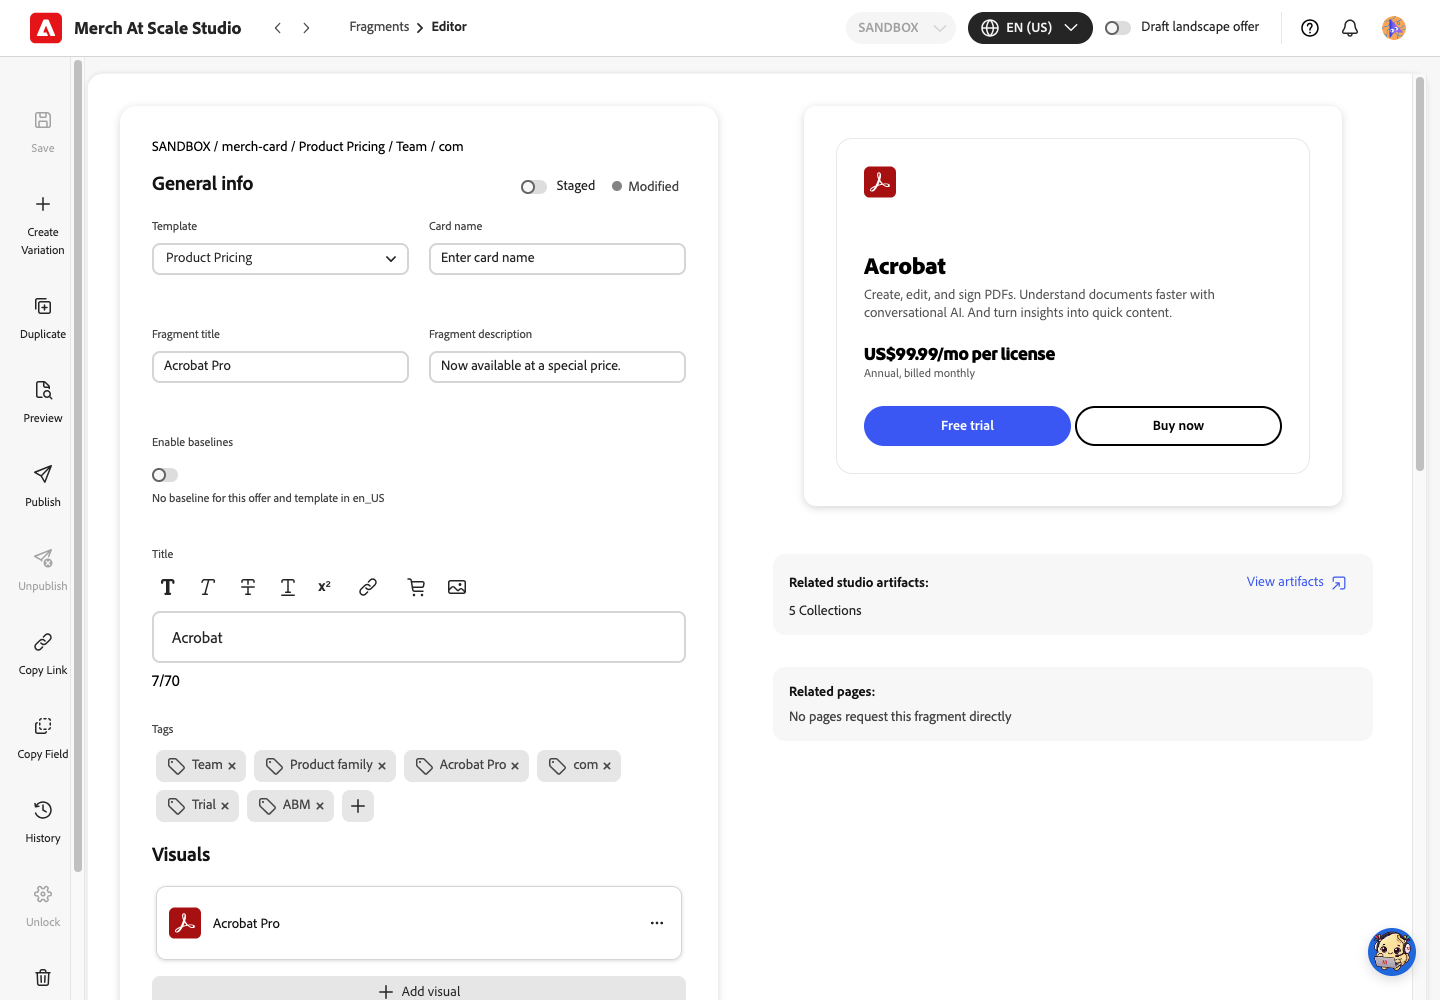 Merch At Scale Studio
Fragments > Editor
SANDBOX
EN (US)
Draft landscape offer
Save
Create
Variation
Duplicate
Preview
Publish
Unpublish
Copy Link
Copy Field
History
Unlock
SANDBOX / merch-card / Product Pricing / Team / com
General info
Staged
Modified
Template
Card name
Product Pricing
Enter card name
Fragment title
Fragment description
Acrobat Pro
Now available at a special price.
Enable baselines
No baseline for this offer and template in en_US
Title
T T T T x²
Acrobat
7/70
Tags
Team ×
Product family ×
Acrobat Pro ×
com ×
Trial ×
ABM ×
Visuals
Acrobat Pro
Add visual
Acrobat
Create, edit, and sign PDFs. Understand documents faster with
conversational AI. And turn insights into quick content.
US$99.99/mo per license
Annual, billed monthly
Free trial
Buy now
Related studio artifacts:
View artifacts
5 Collections
Related pages:
No pages request this fragment directly